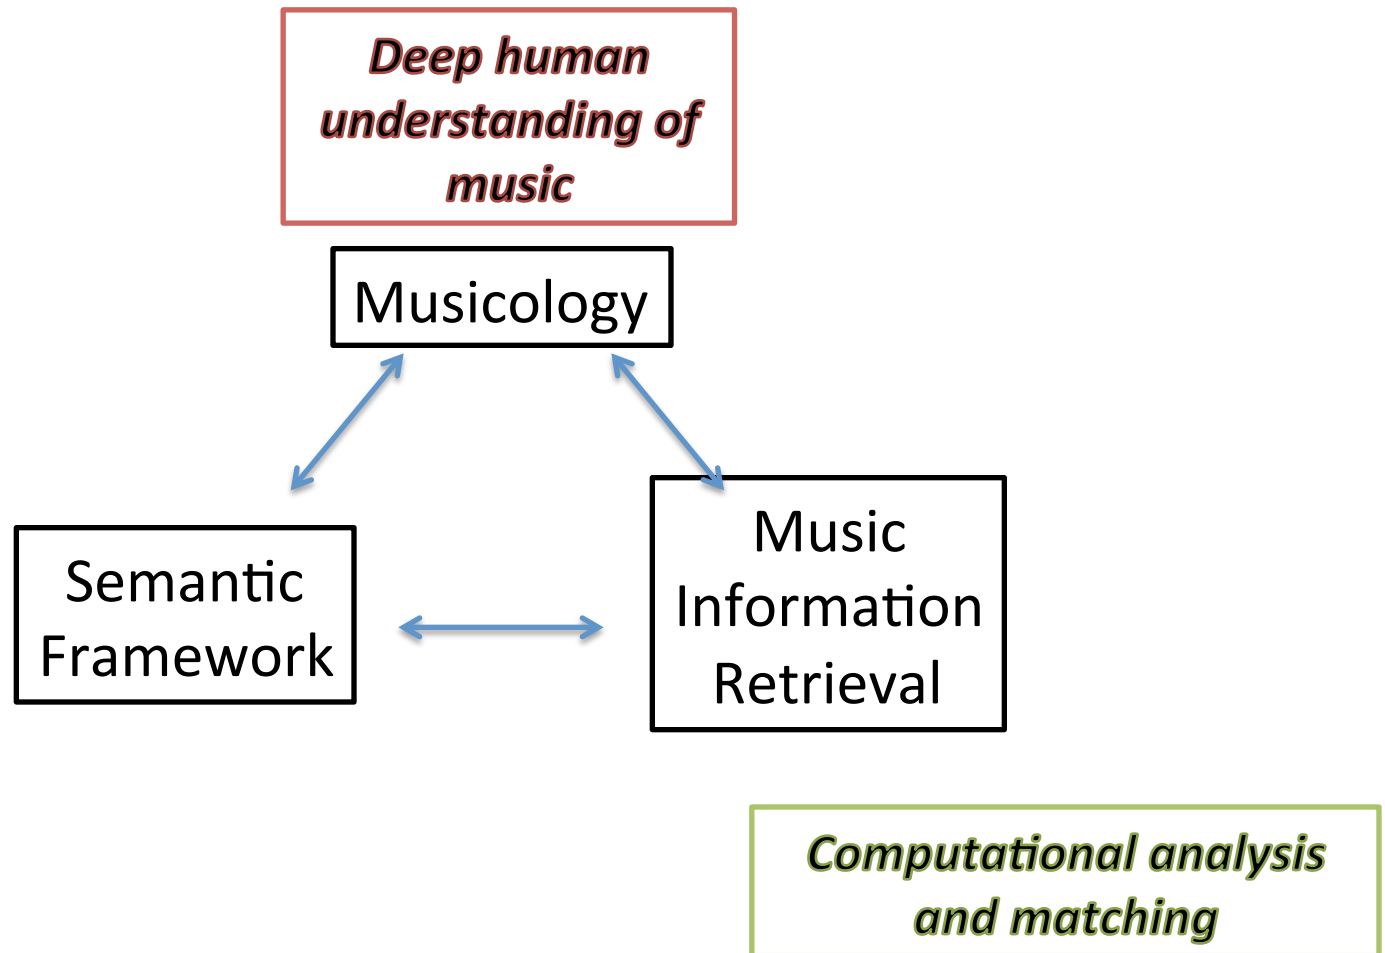 Deep human
understanding of
music
Musicology
Semantic
Framework
Music
Information
Retrieval
Computational analysis
and matching